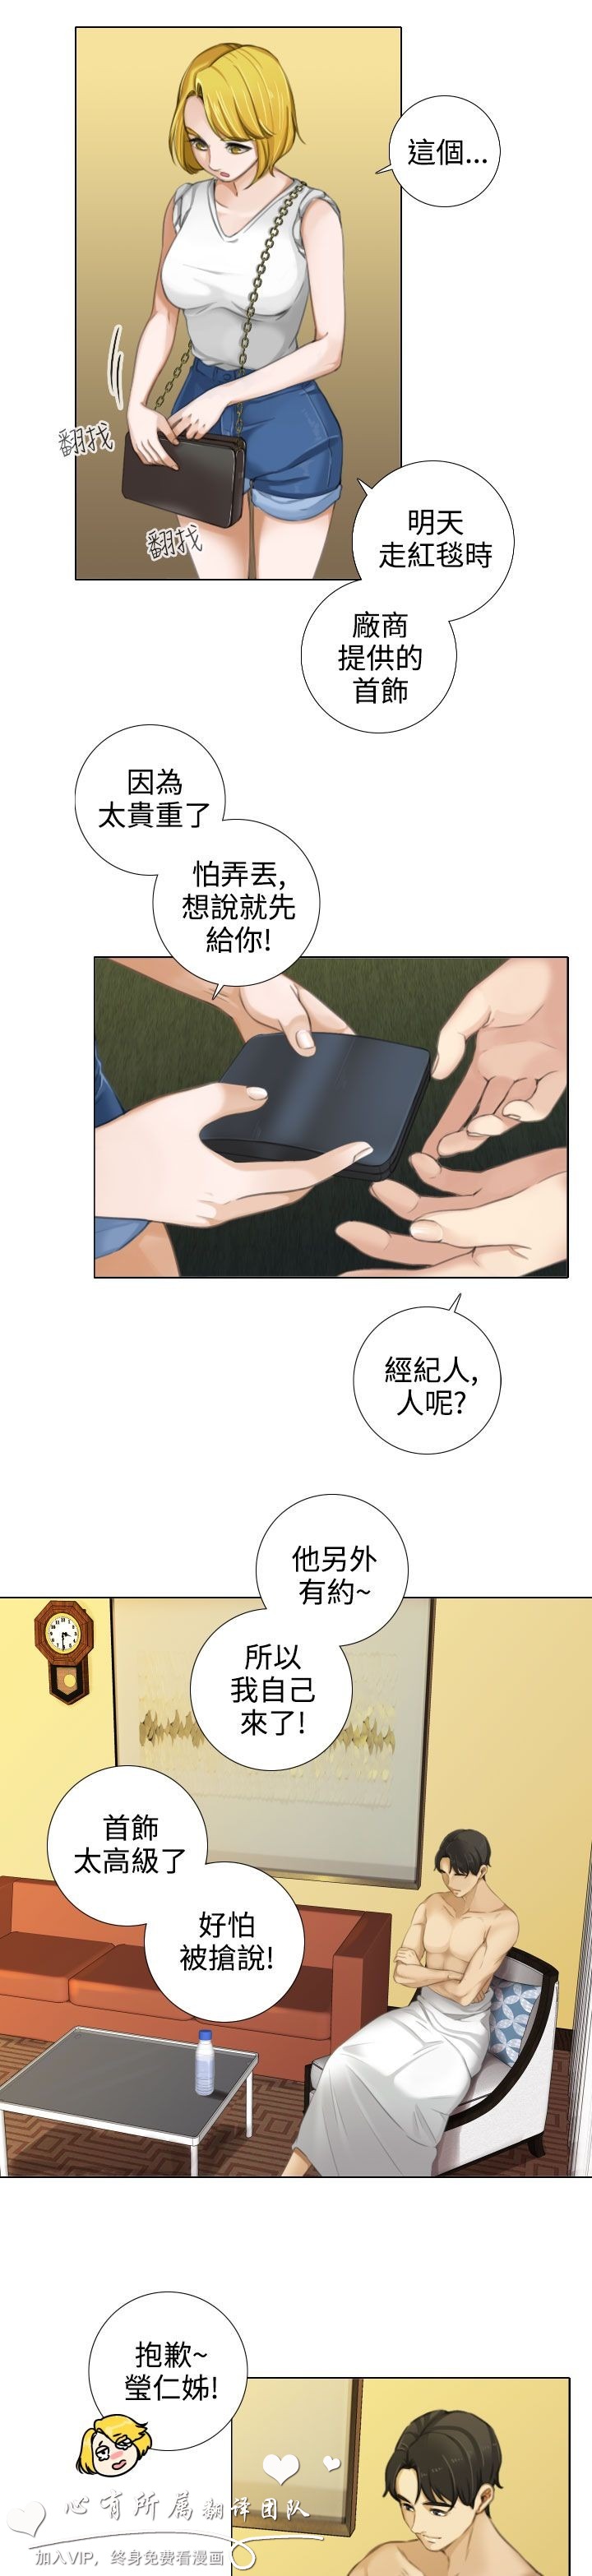 這個...
翻找
翻找
明天
走紅毯時
廠商
提供的
首飾
因為
太貴重了
怕弄丟,
想說就先
給你!
經紀人,
人呢?
他另外
有約~
所以
我自己
來了!
首飾
太高級了
好怕
被搶說!
抱歉~
瑩仁姊!
心有所属翻译团队
加入VIP，终身免费看漫画